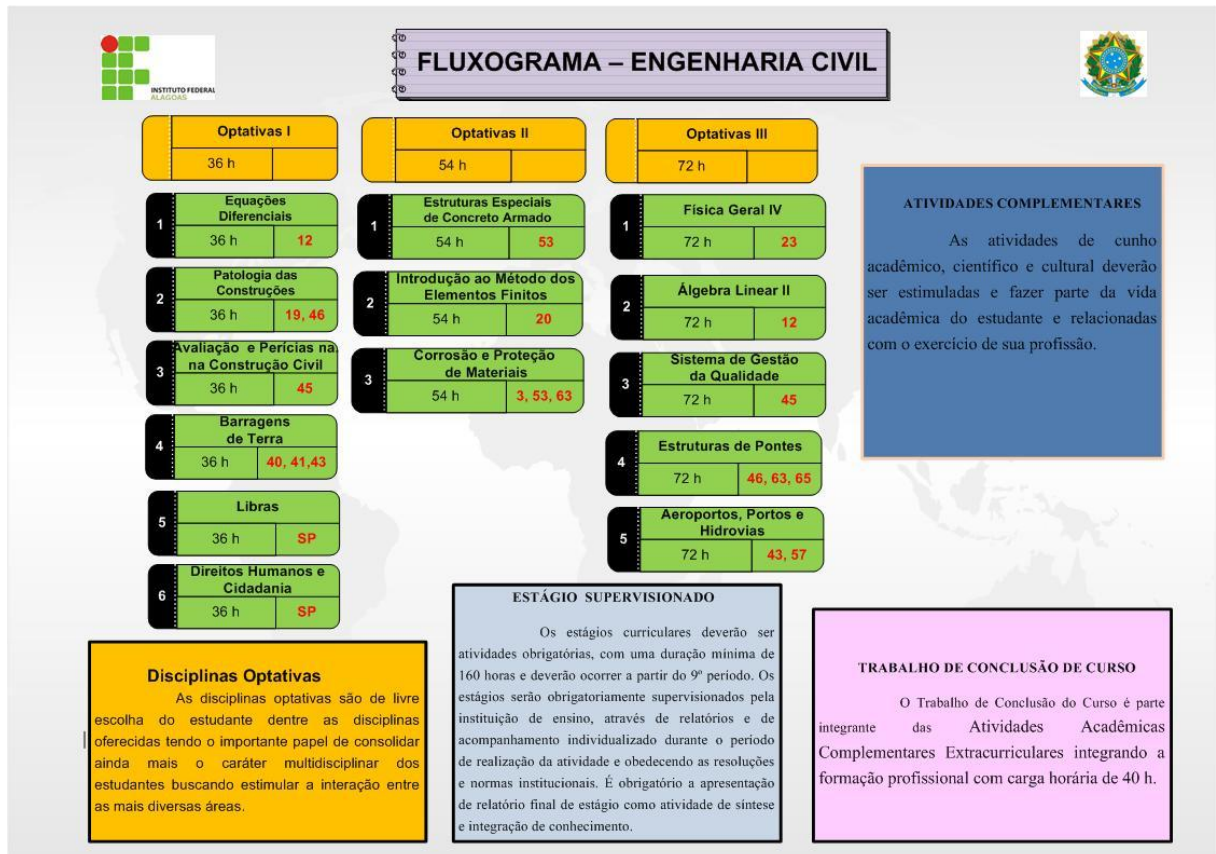 INSTITUTO FEDERAL
ALAGOAS
FLUXOGRAMA – ENGENHARIA CIVIL
Optativas I
36 h
1
Equações
Diferenciais
36 h
12
2
Patologia das
Construções
36 h
19, 46
3
Avaliação e Perícias na
na Construção Civil
36 h
45
4
Barragens
de Terra
36 h
40, 41,43
5
Libras
36 h
SP
6
Direitos Humanos e
Cidadania
36 h
SP
Optativas II
54 h
1
Estruturas Especiais
de Concreto Armado
54 h
53
2
Introdução ao Método dos
Elementos Finitos
54 h
20
3
Corrosão e Proteção
de Materiais
54 h
3, 53, 63
Optativas III
72 h
1
Física Geral IV
72 h
23
2
Álgebra Linear II
72 h
12
3
Sistema de Gestão
da Qualidade
72 h
45
4
Estruturas de Pontes
72 h
46, 63, 65
5
Aeroportos, Portos e
Hidrovias
72 h
43, 57
ATIVIDADES COMPLEMENTARES
As atividades de cunho
acadêmico, científico e cultural deverão
ser estimuladas e fazer parte da vida
acadêmica do estudante e relacionadas
com o exercício de sua profissão.
Disciplinas Optativas
As disciplinas optativas são de livre
escolha do estudante dentre as disciplinas
oferecidas tendo o importante papel de consolidar
ainda mais o caráter multidisciplinar dos
estudantes buscando estimular a interação entre
as mais diversas áreas.
ESTÁGIO SUPERVISIONADO
Os estágios curriculares deverão ser
atividades obrigatórias, com uma duração mínima de
160 horas e deverão ocorrer a partir do 9º período. Os
estágios serão obrigatoriamente supervisionados pela
instituição de ensino, através de relatórios e de
acompanhamento individualizado durante o período
de realização da atividade e obedecendo as resoluções
e normas institucionais. É obrigatório a apresentação
de relatório final de estágio como atividade de síntese
e integração de conhecimento.
TRABALHO DE CONCLUSÃO DE CURSO
O Trabalho de Conclusão do Curso é parte
integrante das Atividades Acadêmicas
Complementares Extracurriculares integrando a
formação profissional com carga horária de 40 h.